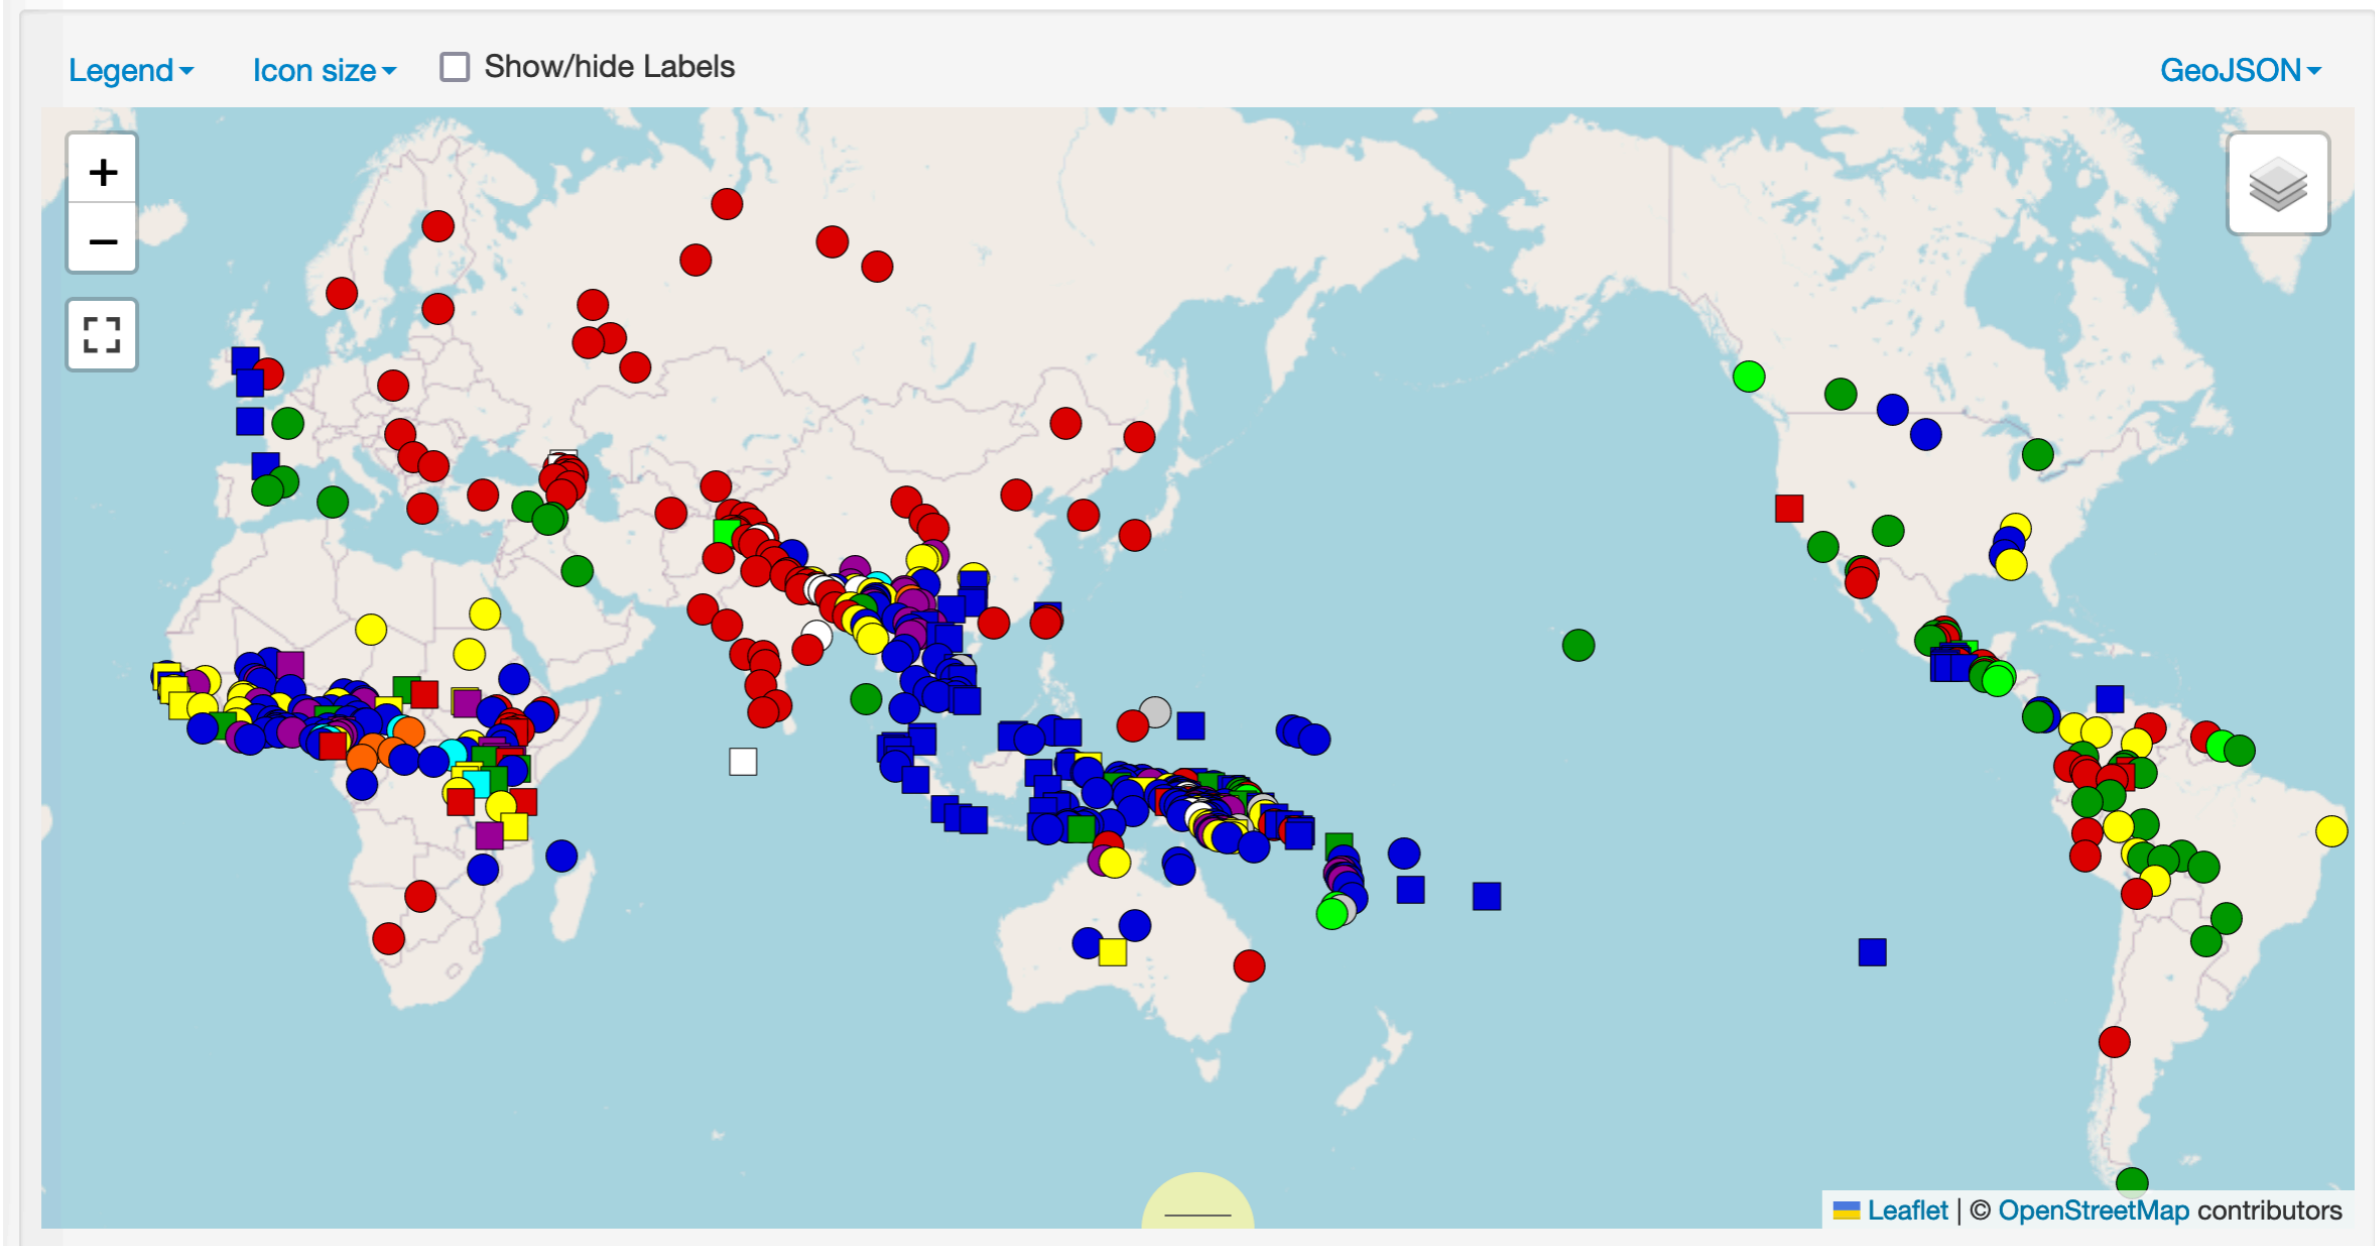 Legend
Icon size
Show/hide Labels
GeoJSON
+
−
Leaflet | © OpenStreetMap contributors